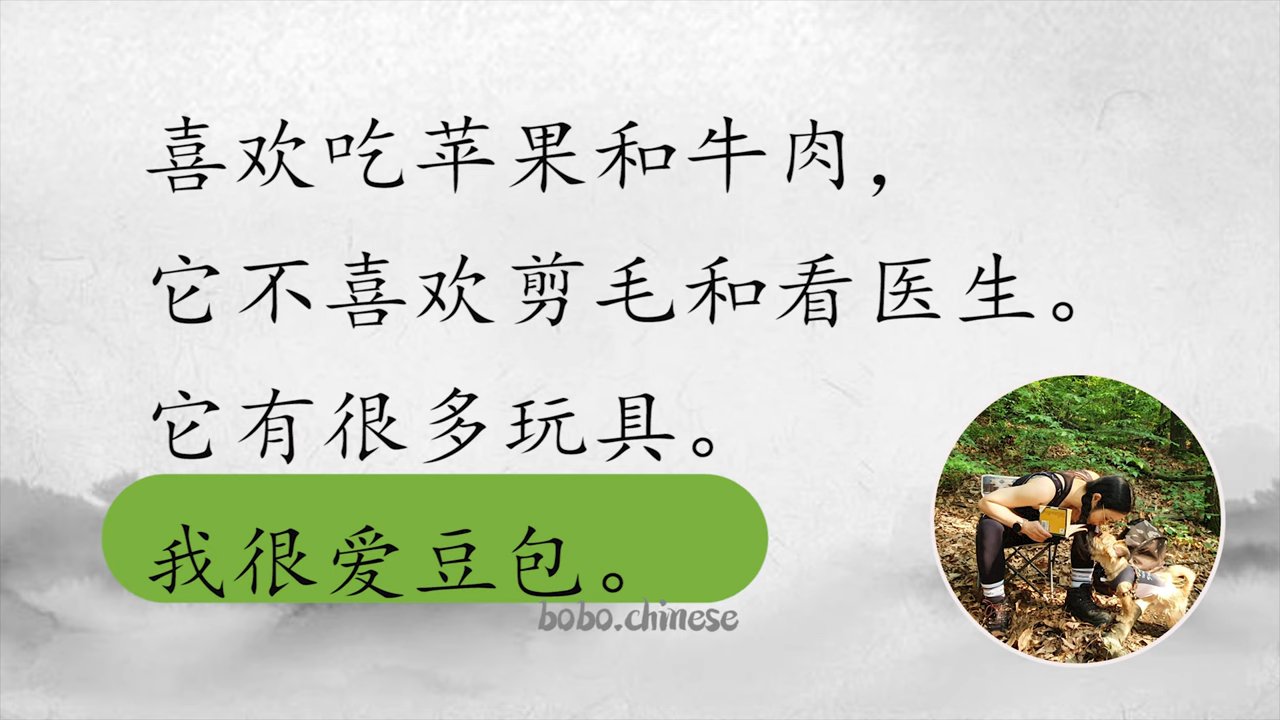 喜欢吃苹果和牛肉，
它不喜欢剪毛和看医生。
它有很多玩具。
我很爱豆包。
bobo.chinese